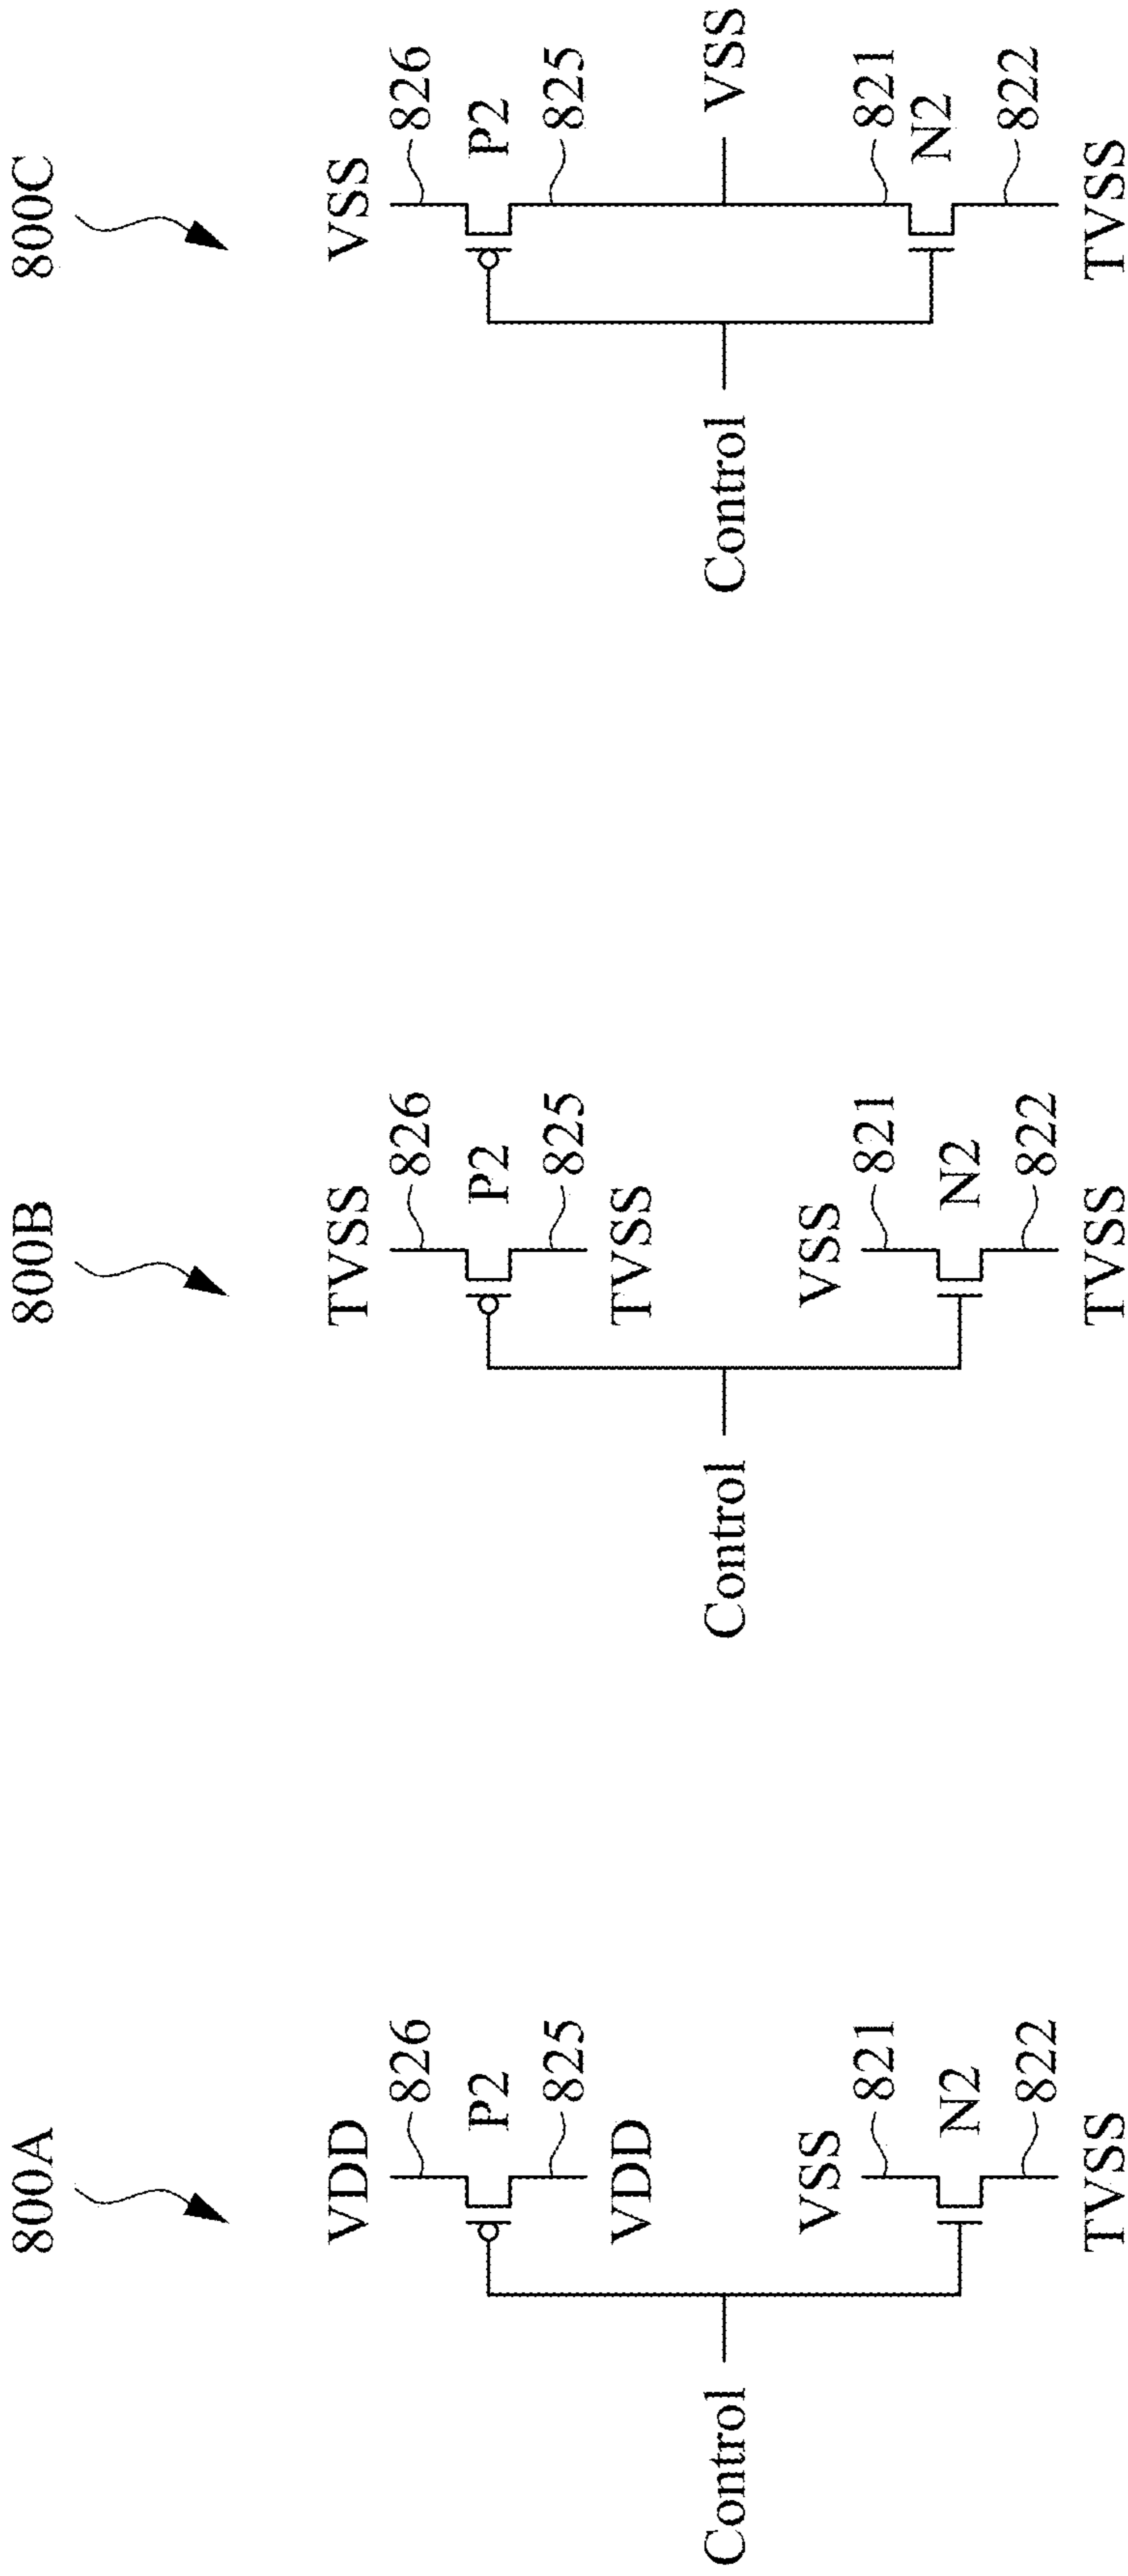 800A
VDD
826
P2
825
VDD
Control
VSS
821
N2
822
TVSS
800B
TVSS
826
P2
825
TVSS
Control
VSS
821
N2
822
TVSS
800C
VSS
826
P2
825
Control
VSS
821
N2
822
TVSS